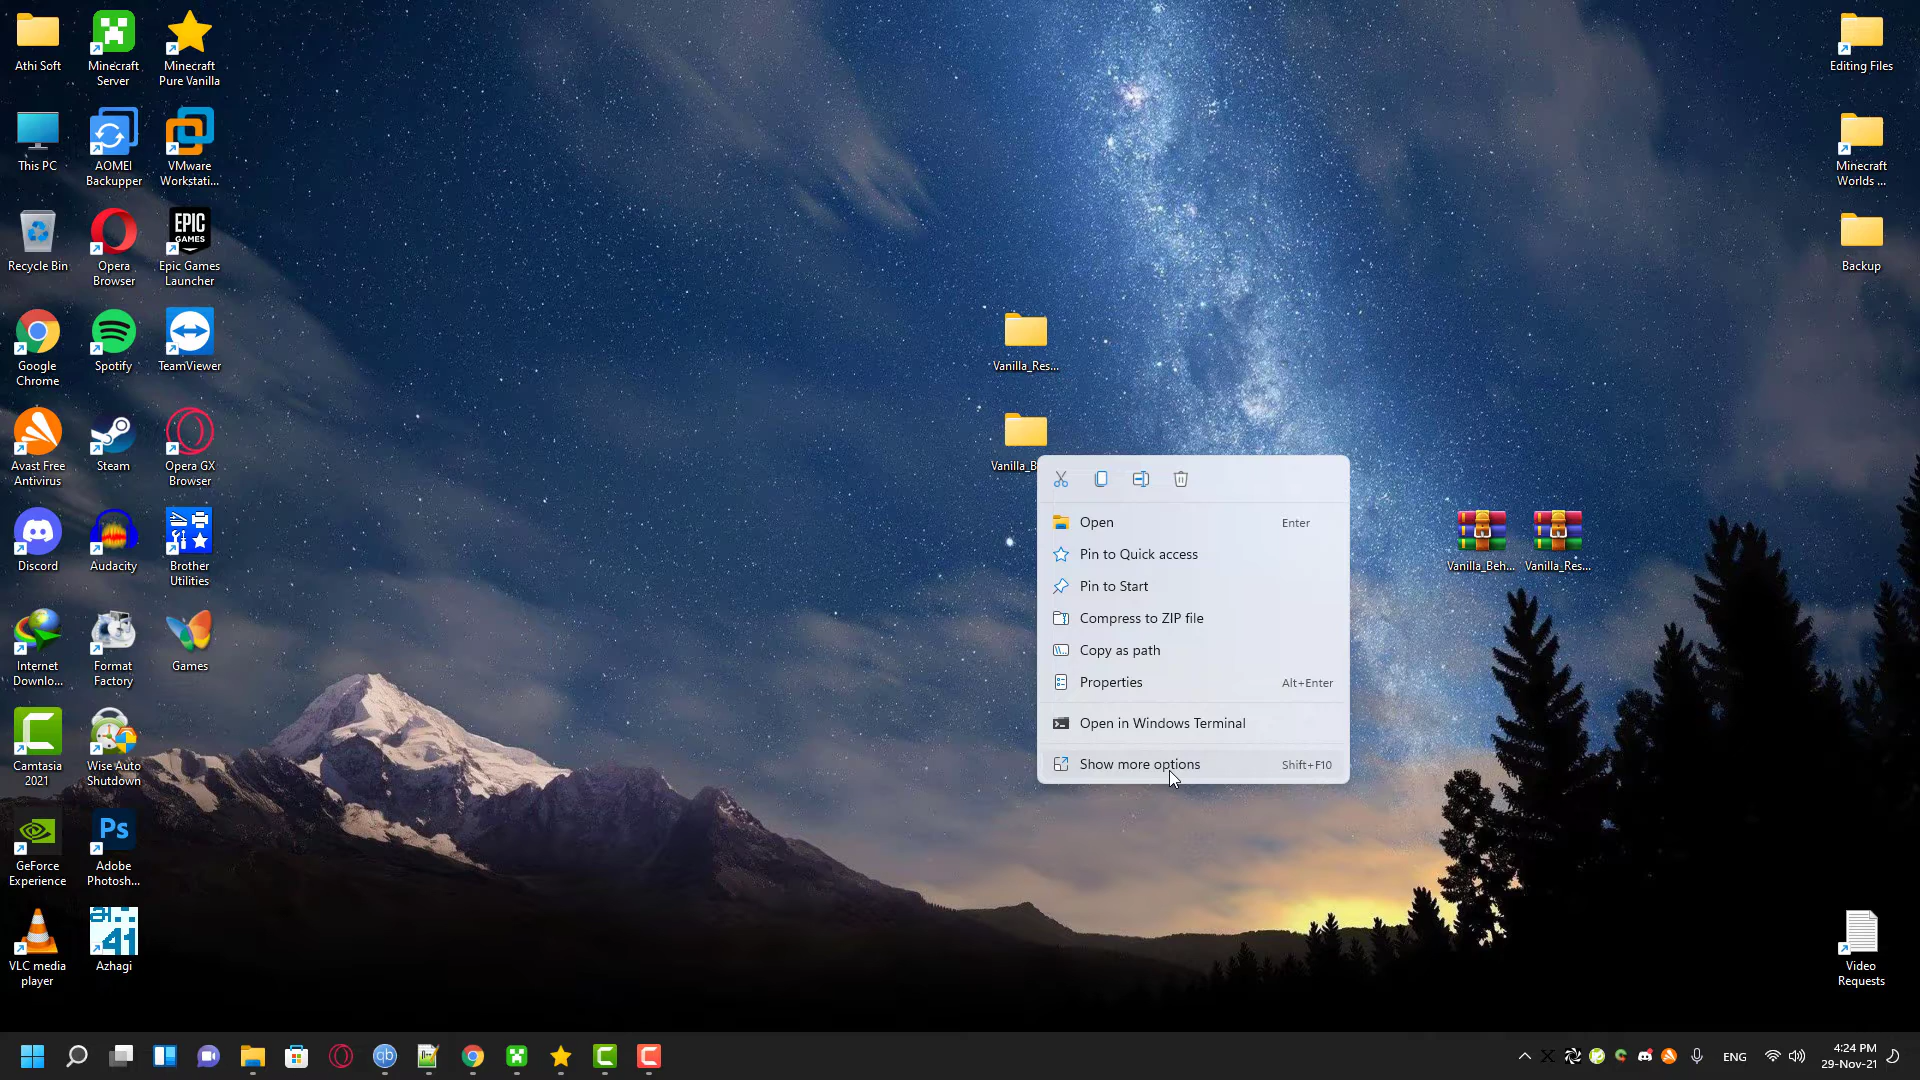 Athi Soft
Minecraft
Server
Minecraft
Pure Vanilla
This PC
AOMEI
Backupper
VMware
Workstati...
Recycle Bin
Opera
Browser
EPIC
GAMES
Epic Games
Launcher
Google
Chrome
Spotify
TeamViewer
Avast Free
Antivirus
Steam
Opera GX
Browser
Discord
Audacity
Brother
Utilities
Internet
Downlo...
Format
Factory
Games
Camtasia
2021
Wise Auto
Shutdown
GeForce
Experience
Ps
Adobe
Photosh...
VLC media
player
41
Azhagi
Vanilla_Res...
Vanilla_B
Open Enter
Pin to Quick access
Pin to Start
Compress to ZIP file
Copy as path
Properties Alt+Enter
Open in Windows Terminal
Show more options Shift+F10
Vanilla_Beh...
Vanilla_Res...
Editing Files
Minecraft
Worlds ...
Backup
Video
Requests
qb
ENG
4:24 PM
29-Nov-21